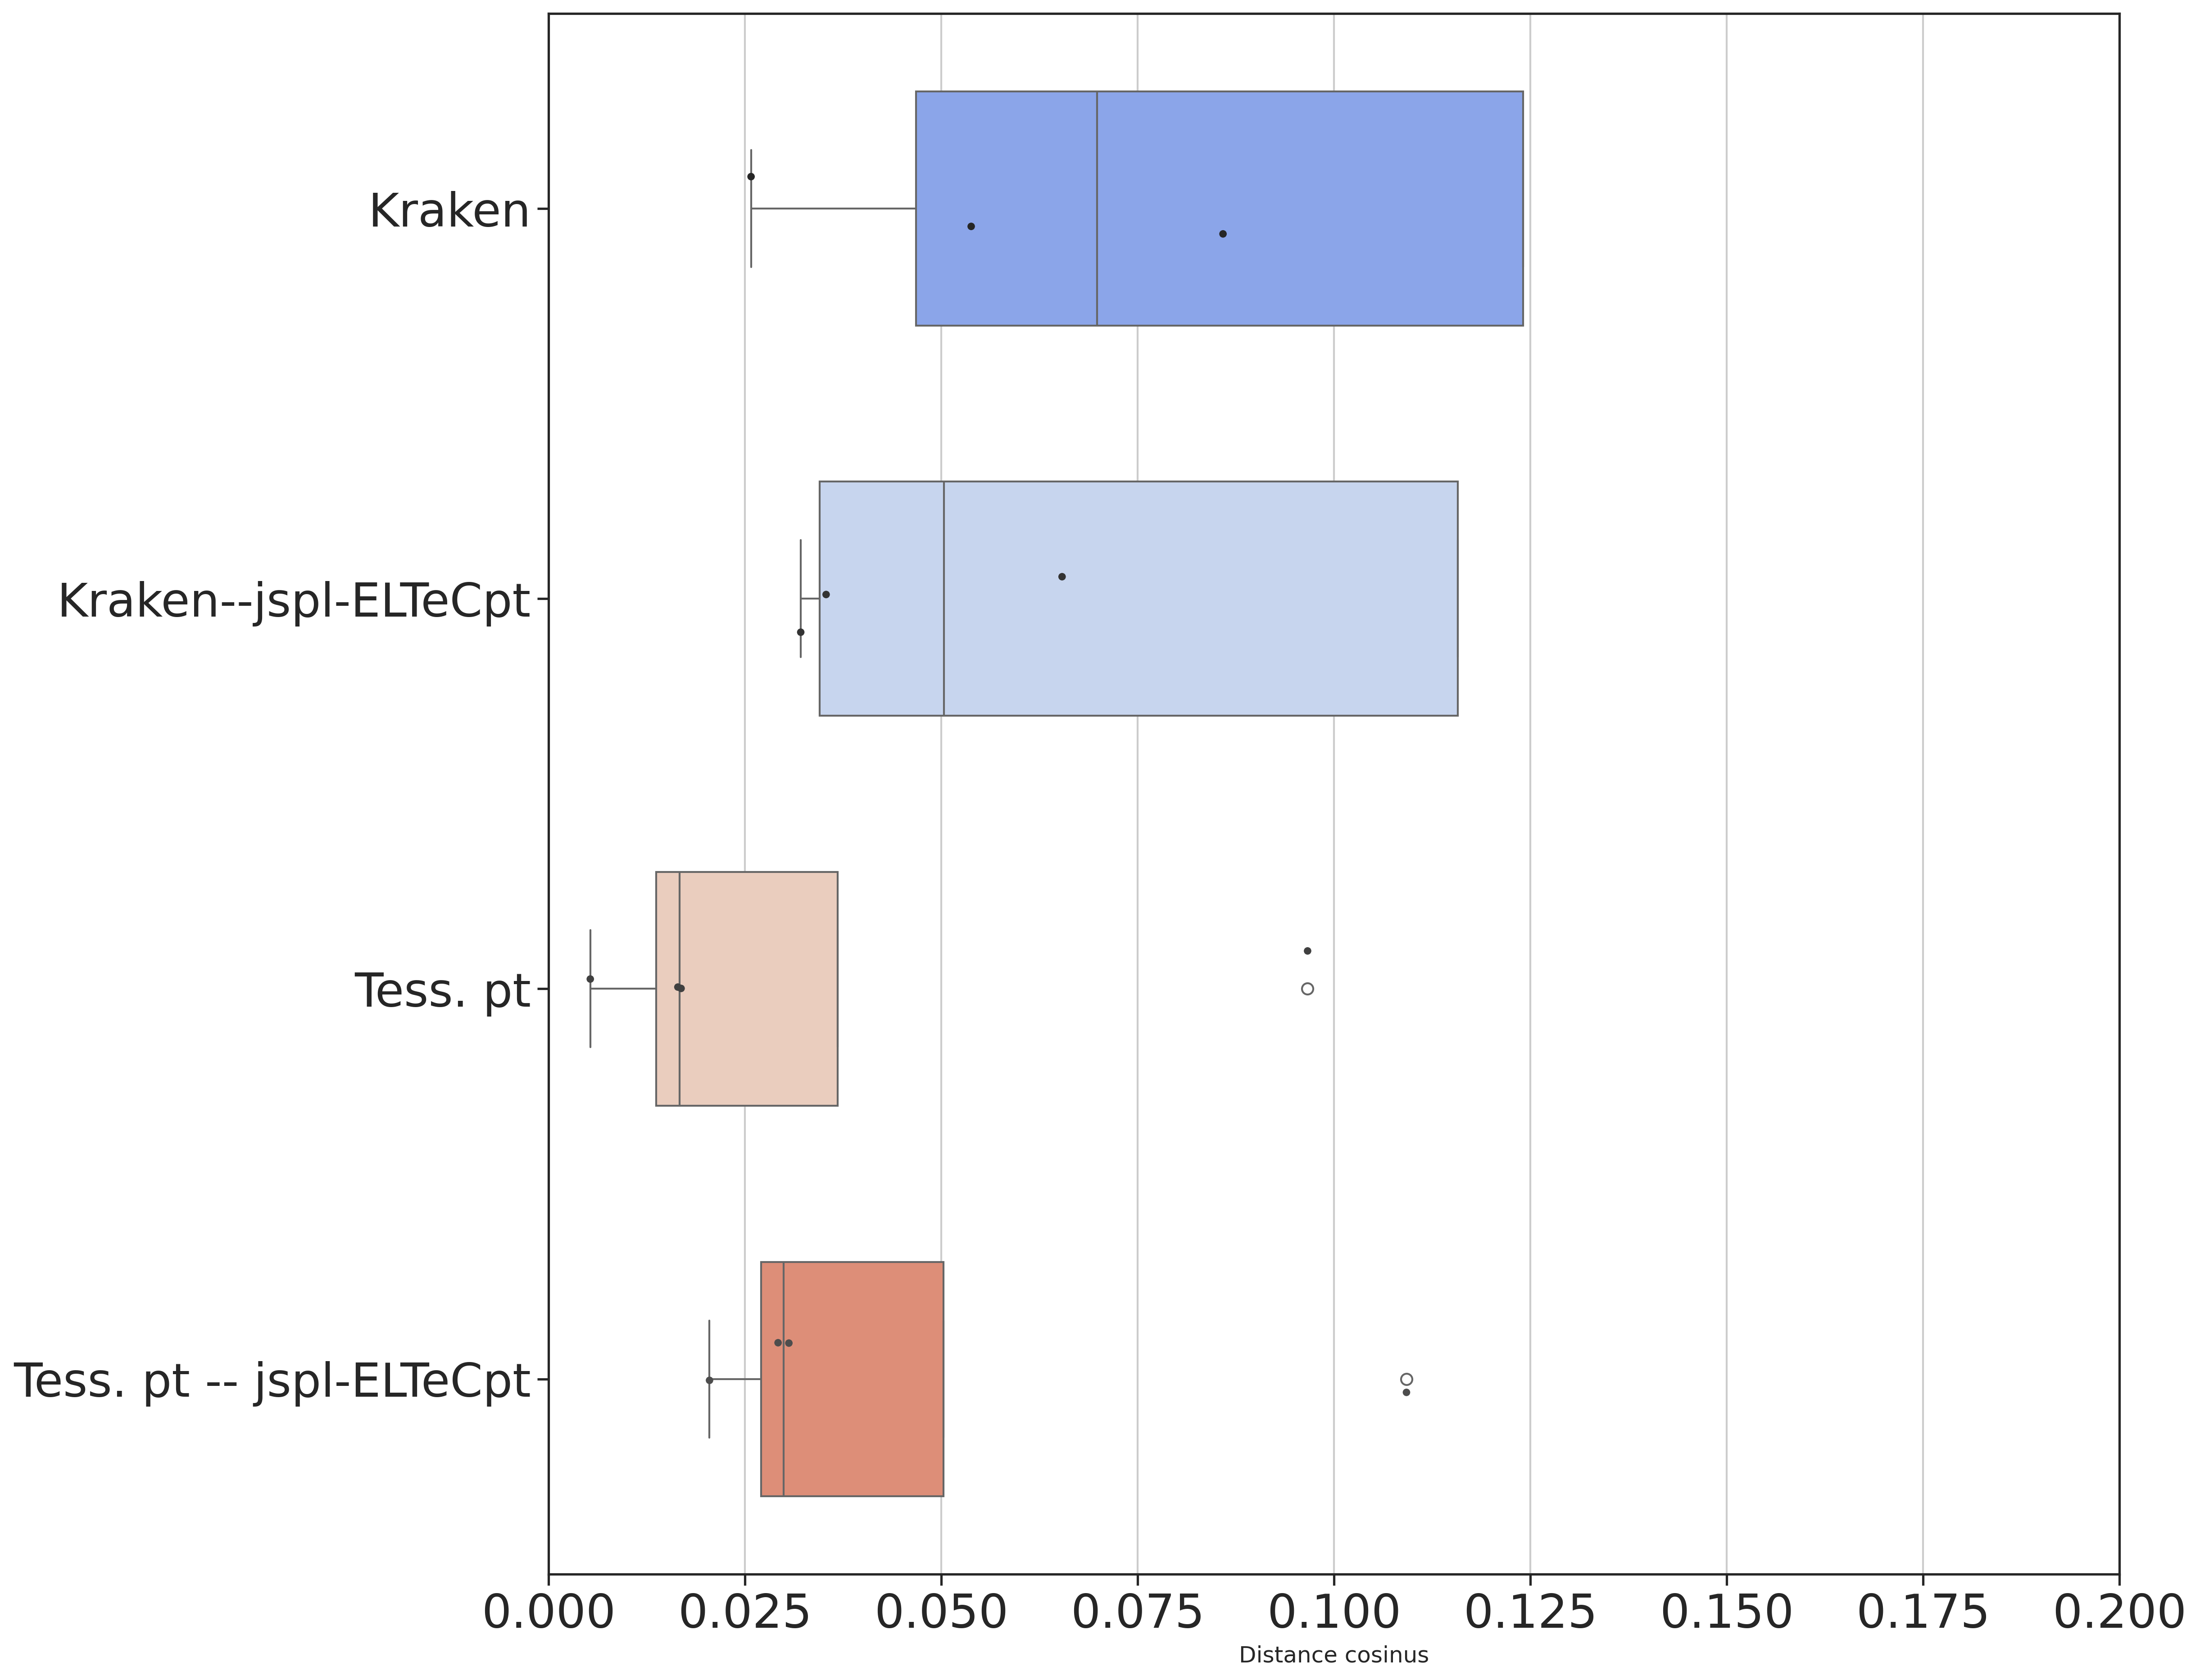 Kraken
Kraken--jspl-ELTeCpt
Tess. pt
Tess. pt -- jspl-ELTeCpt
0.000 0.025 0.050 0.075 0.100 0.125 0.150 0.175 0.200
Distance cosinus